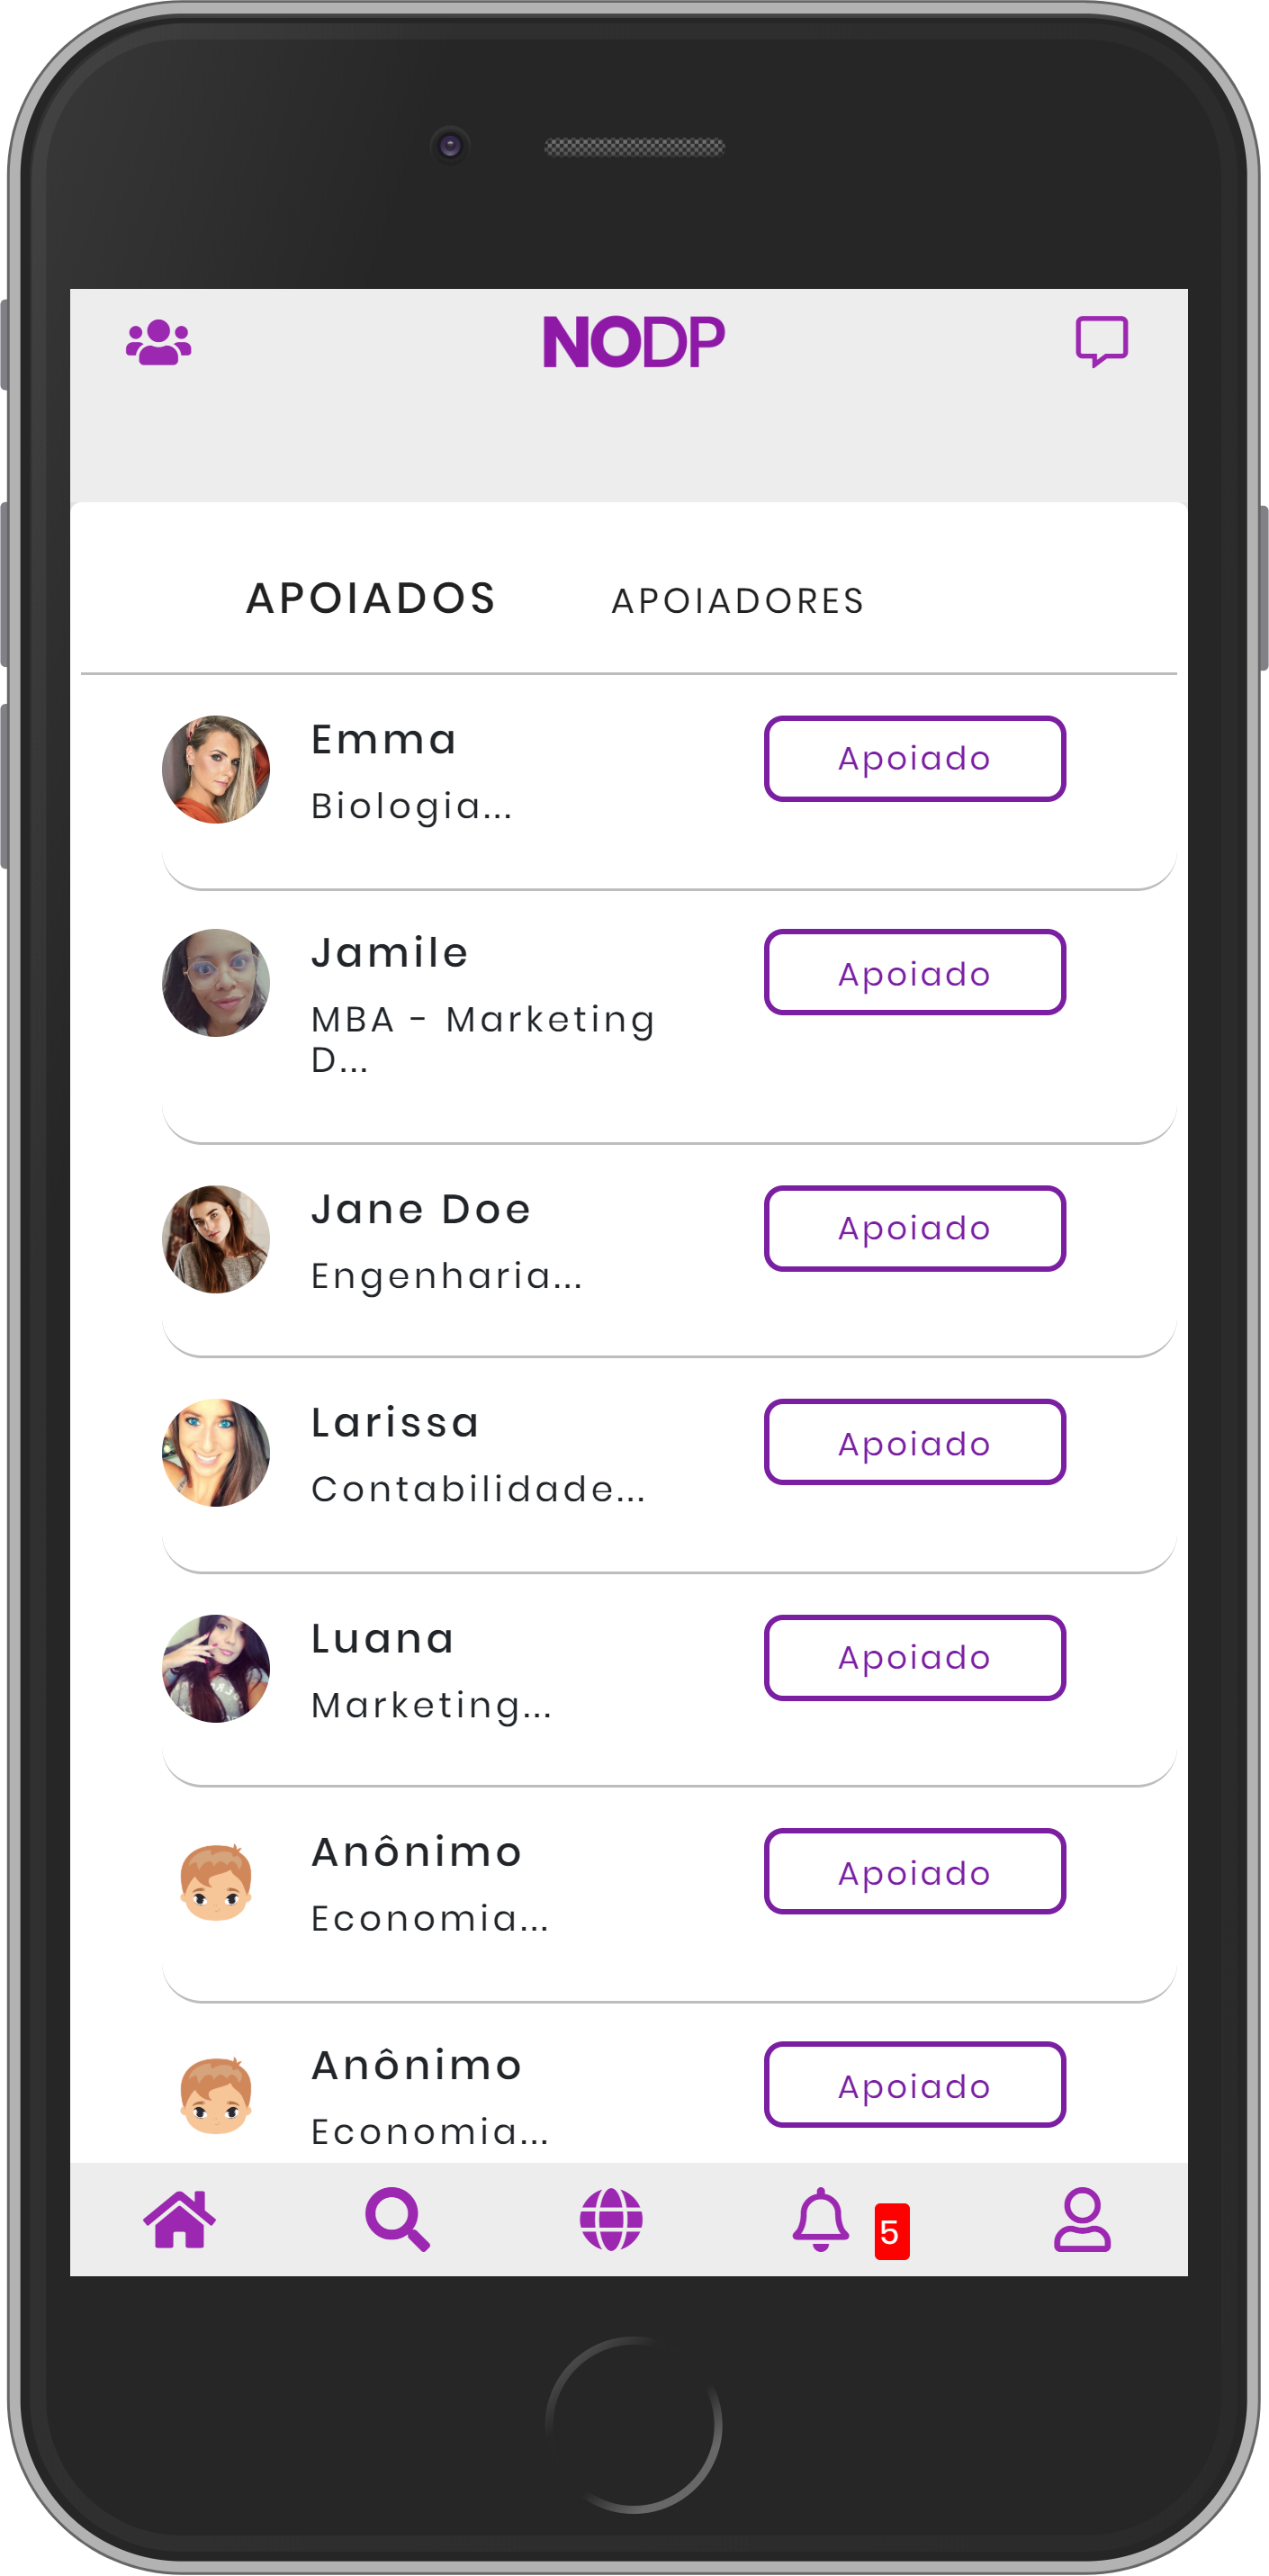 NODP
APOIADOS APOIADORES
Emma
Apoiado
Biologia...
Jamile
Apoiado
MBA - Marketing
D...
Jane Doe
Apoiado
Engenharia...
Larissa
Apoiado
Contabilidade...
Luana
Apoiado
Marketing...
Anônimo
Apoiado
Economia...
Anônimo
Apoiado
Economia...
5